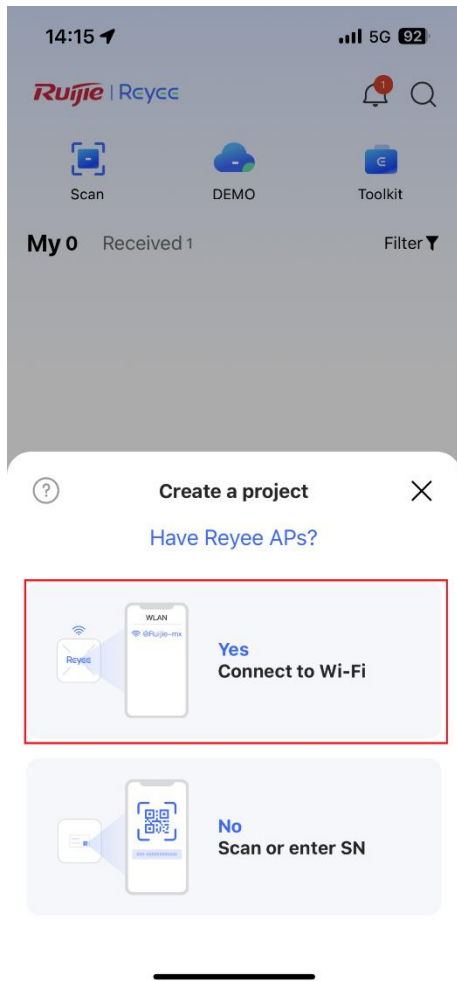 14:15 5G 92
Ruijie | Reyee 1
Scan DEMO Toolkit
My 0 Received 1 Filter
? Create a project
Have Reyee APs?
WLAN
@Ruijie-mx
Reyee
Yes
Connect to Wi-Fi
No
Scan or enter SN